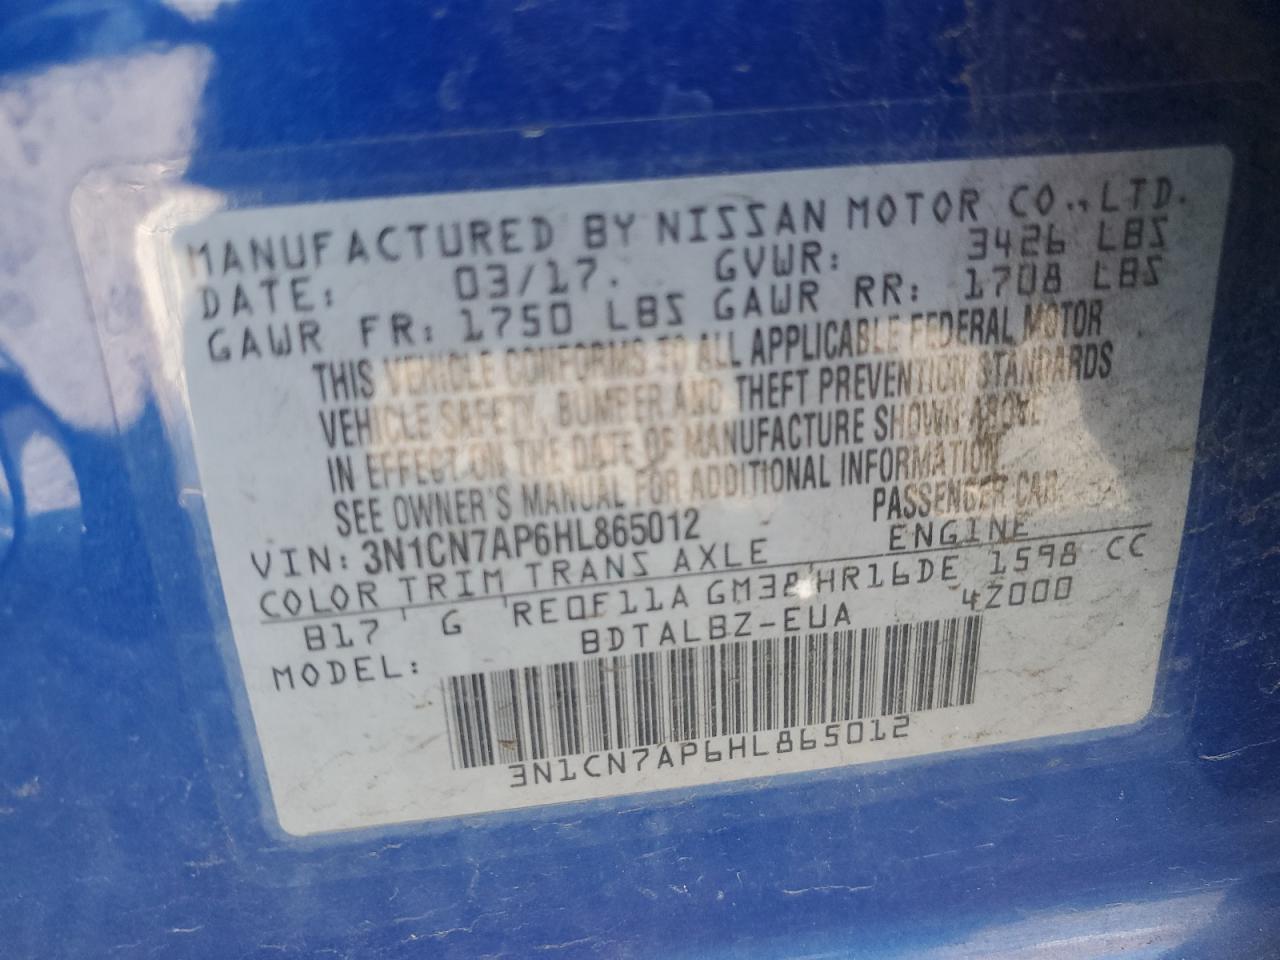 MANUFACTURED BY NISSAN MOTOR CO., LTD.
DATE: 03/17. GVWR: 3426 LBS
GAWR FR: 1750 LBS GAWR RR: 1708 LBS
THIS VEHICLE CONFORMS TO ALL APPLICABLE FEDERAL MOTOR
VEHICLE SAFETY, BUMPER AND THEFT PREVENTION STANDARDS
IN EFFECT ON THE DATE OF MANUFACTURE SHOWN ABOVE
SEE OWNER'S MANUAL FOR ADDITIONAL INFORMATION
VIN: 3N1CN7AP6HL865012 PASSENGER CAR
COLOR TRIM TRANS AXLE ENGINE
B17 G RE0F11A GM38 HR16DE 1598 CC
MODEL: BDTALBZ-EUA 42000
3N1CN7AP6HL865012